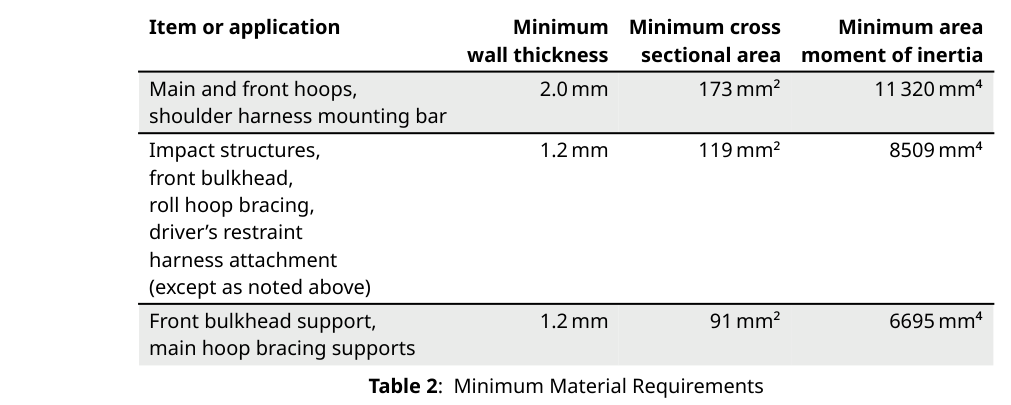 Item or application Minimum wall thickness Minimum cross sectional area Minimum area moment of inertia
Main and front hoops, 2.0 mm 173 mm² 11 320 mm⁴
shoulder harness mounting bar
Impact structures, 1.2 mm 119 mm² 8509 mm⁴
front bulkhead,
roll hoop bracing,
driver’s restraint
harness attachment
(except as noted above)
Front bulkhead support, 1.2 mm 91 mm² 6695 mm⁴
main hoop bracing supports
Table 2: Minimum Material Requirements